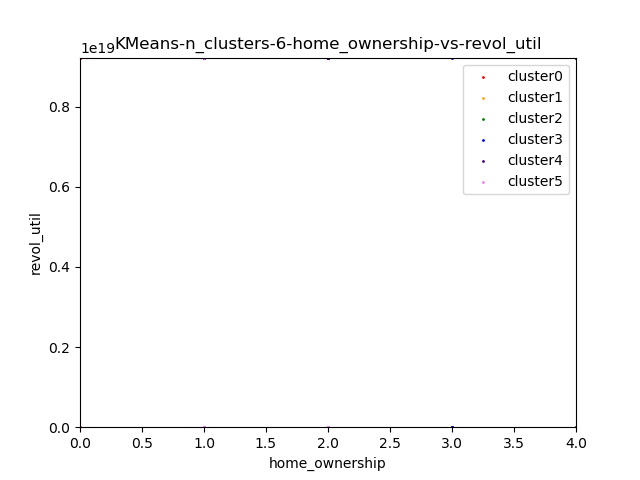 KMeans-n_clusters-6-home_ownership-vs-revol_util
1e19
cluster0
cluster1
cluster2
cluster3
cluster4
cluster5
0.8
0.6
0.4
0.2
0.0
revol_util
0.0 0.5 1.0 1.5 2.0 2.5 3.0 3.5 4.0
home_ownership